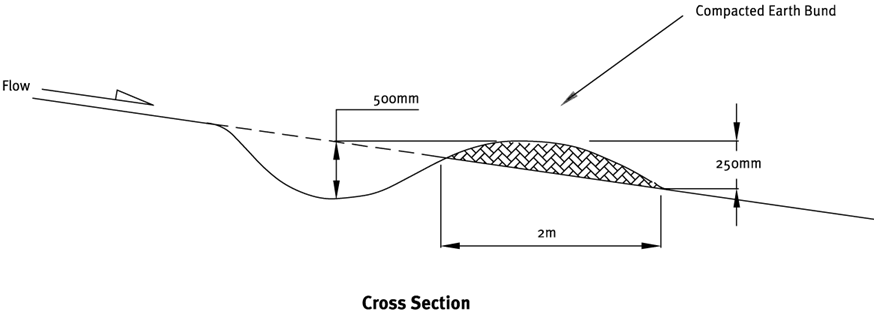 Compacted Earth Bund
Flow
500mm
250mm
2m
Cross Section